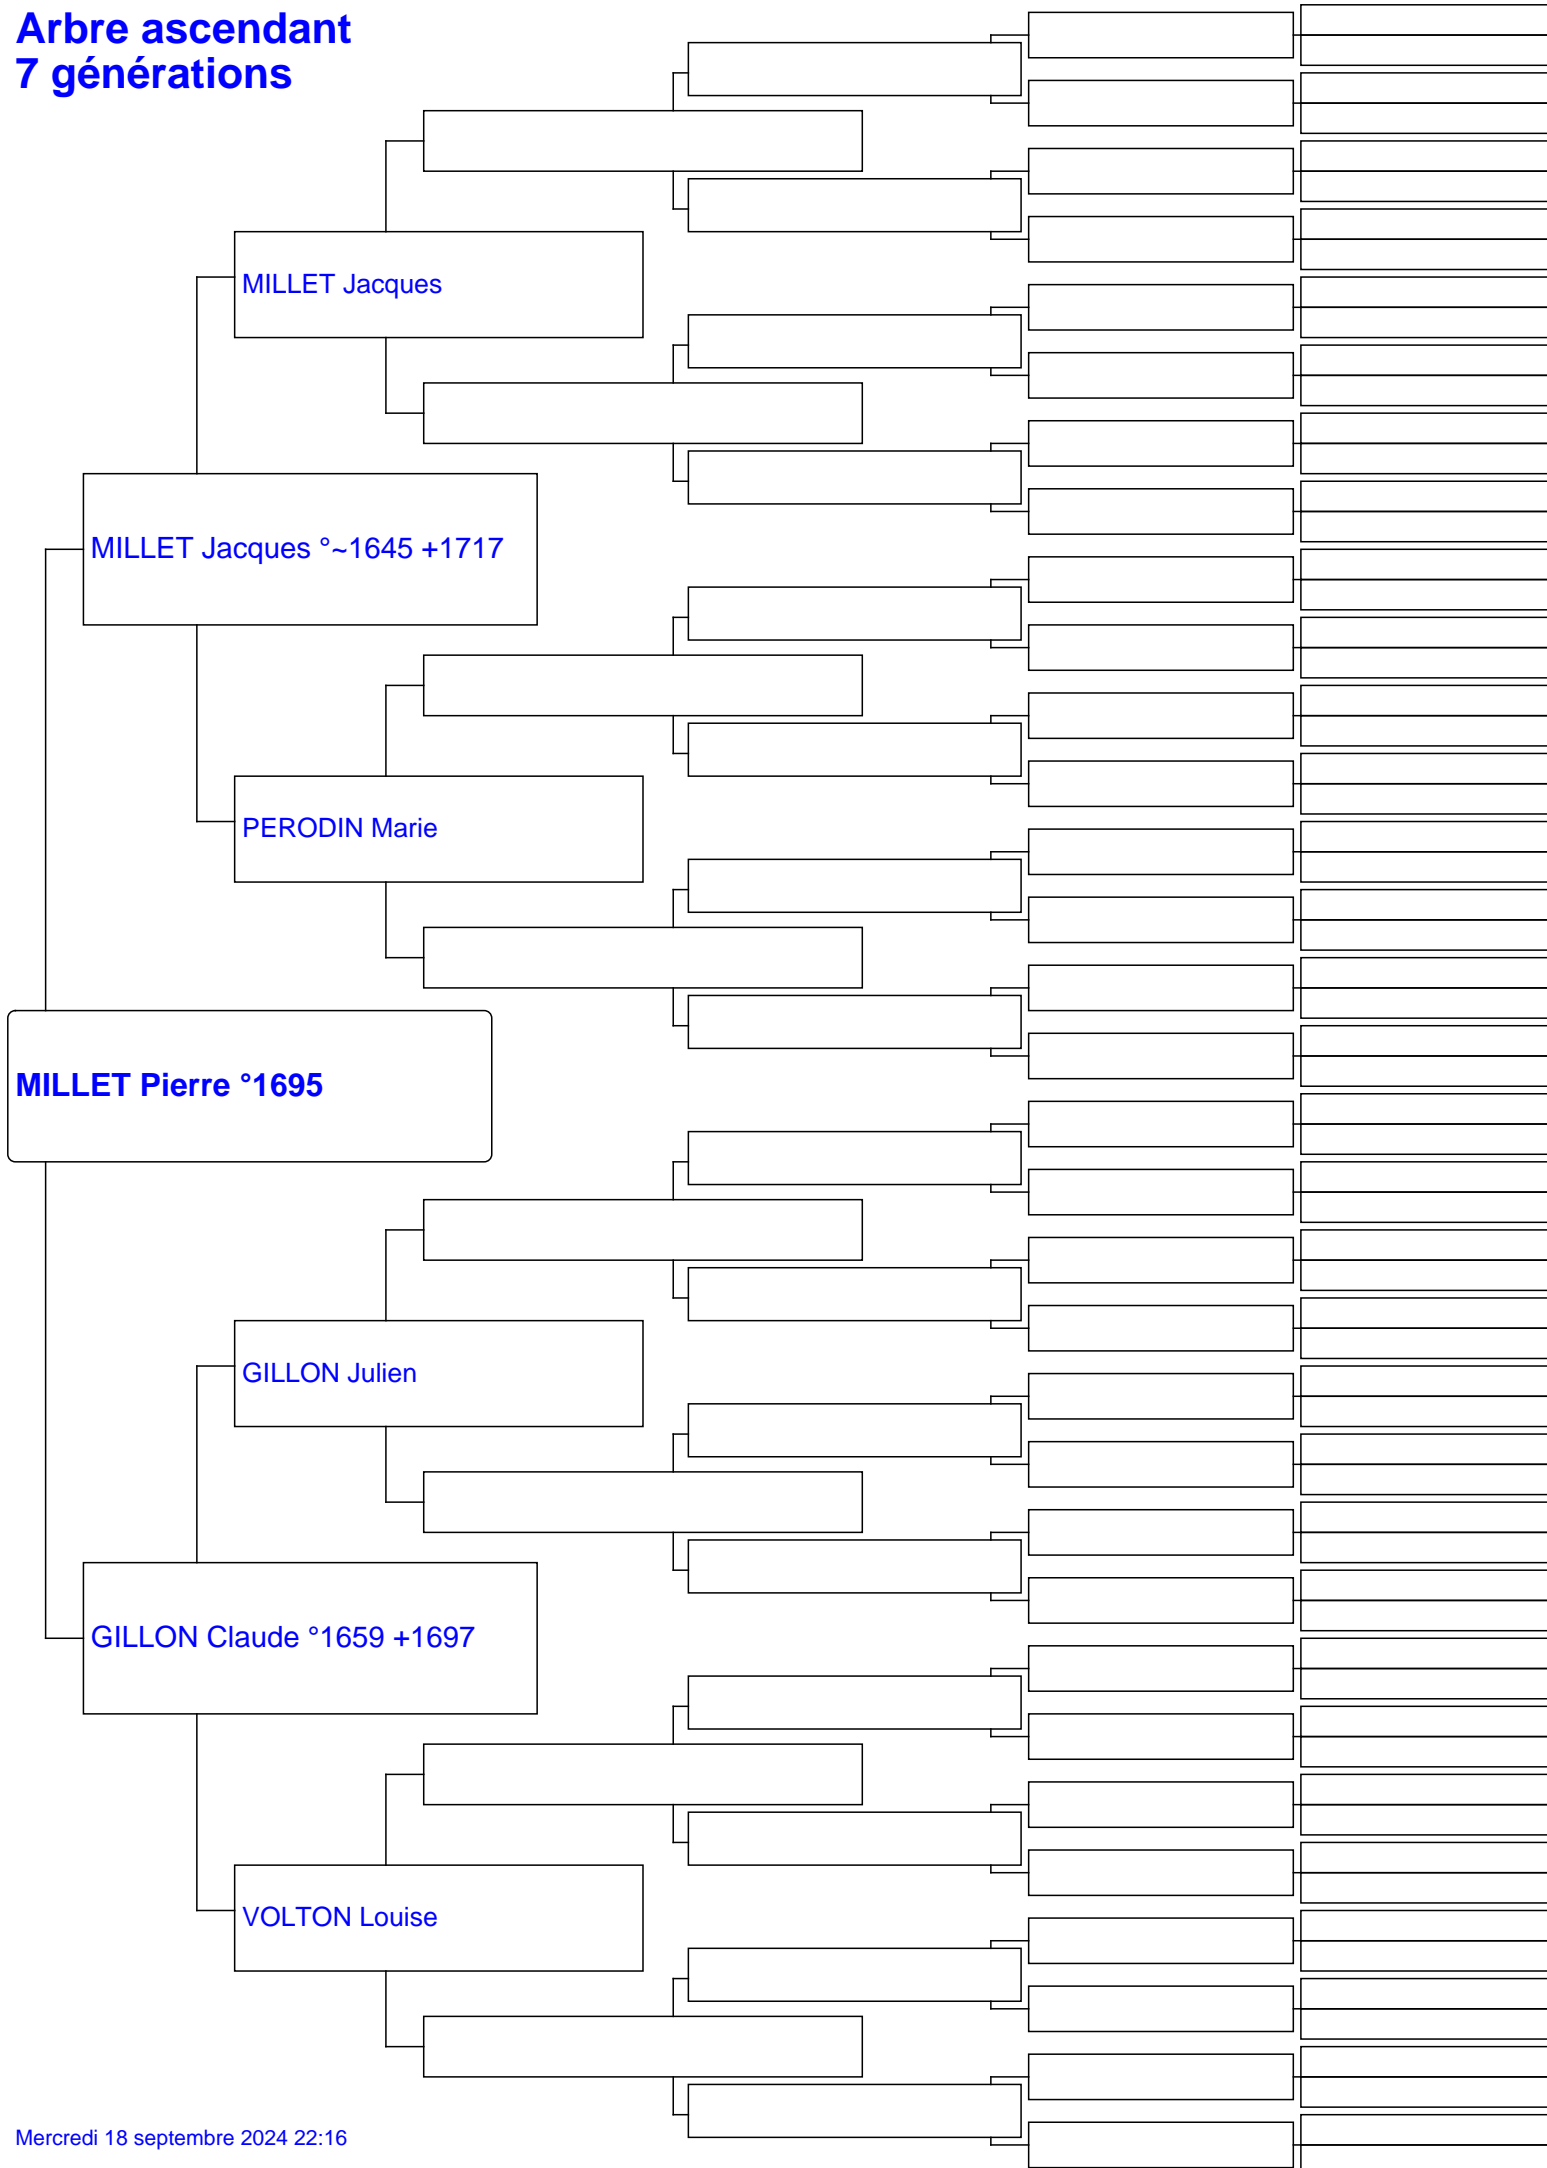 Arbre ascendant
7 générations
MILLET Jacques
MILLET Jacques °~1645 +1717
PERODIN Marie
MILLET Pierre °1695
GILLON Julien
GILLON Claude °1659 +1697
VOLTON Louise
Mercredi 18 septembre 2024 22:16